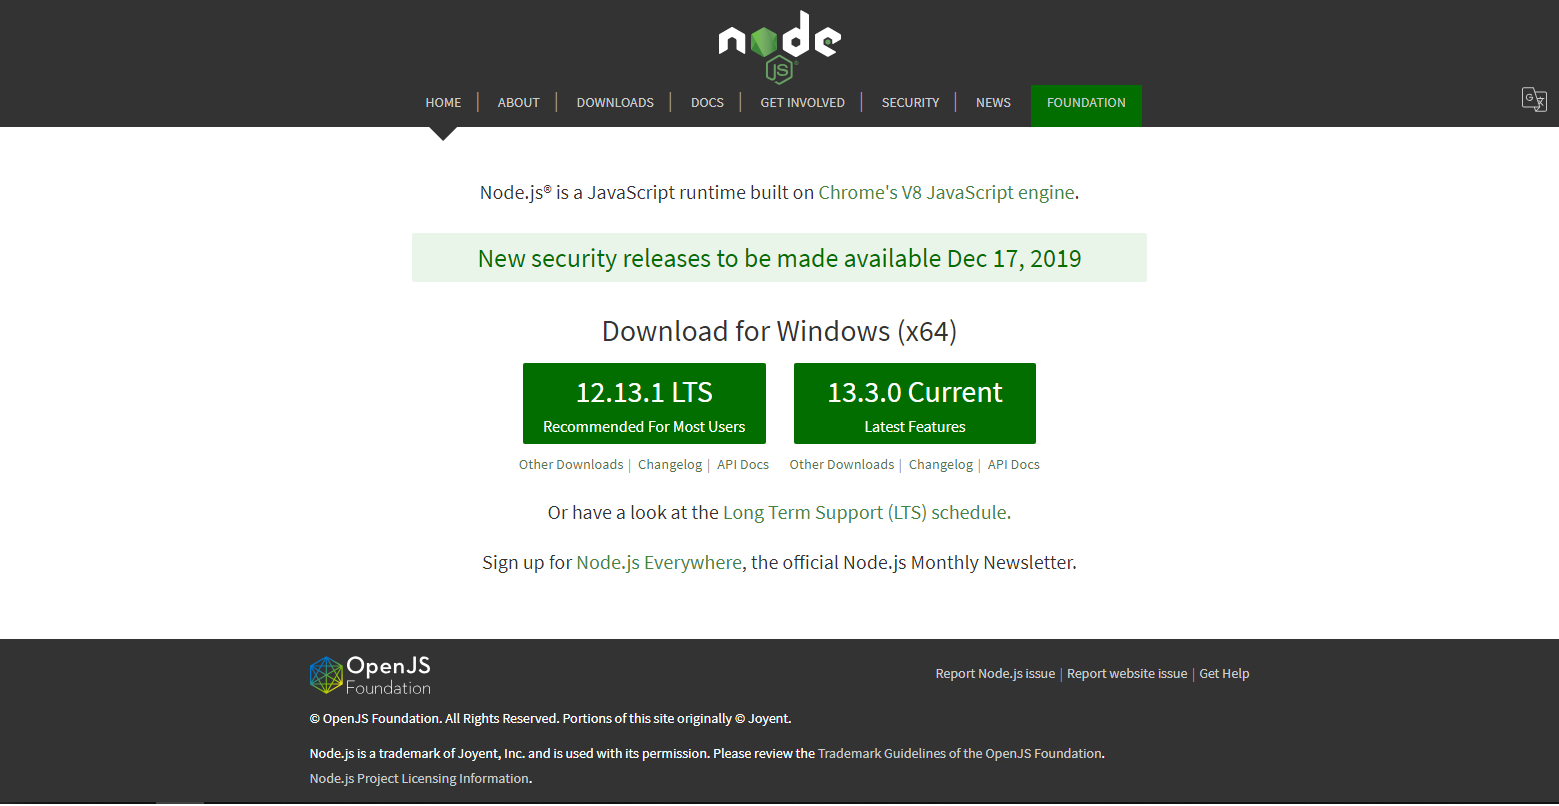 node
JS ®
HOME | ABOUT | DOWNLOADS | DOCS | GET INVOLVED | SECURITY | NEWS FOUNDATION
G
Node.js® is a JavaScript runtime built on Chrome's V8 JavaScript engine.
New security releases to be made available Dec 17, 2019
Download for Windows (x64)
12.13.1 LTS
Recommended For Most Users
13.3.0 Current
Latest Features
Other Downloads | Changelog | API Docs
Other Downloads | Changelog | API Docs
Or have a look at the Long Term Support (LTS) schedule.
Sign up for Node.js Everywhere, the official Node.js Monthly Newsletter.
OpenJS
Foundation
Report Node.js issue | Report website issue | Get Help
© OpenJS Foundation. All Rights Reserved. Portions of this site originally © Joyent.
Node.js is a trademark of Joyent, Inc. and is used with its permission. Please review the Trademark Guidelines of the OpenJS Foundation.
Node.js Project Licensing Information.